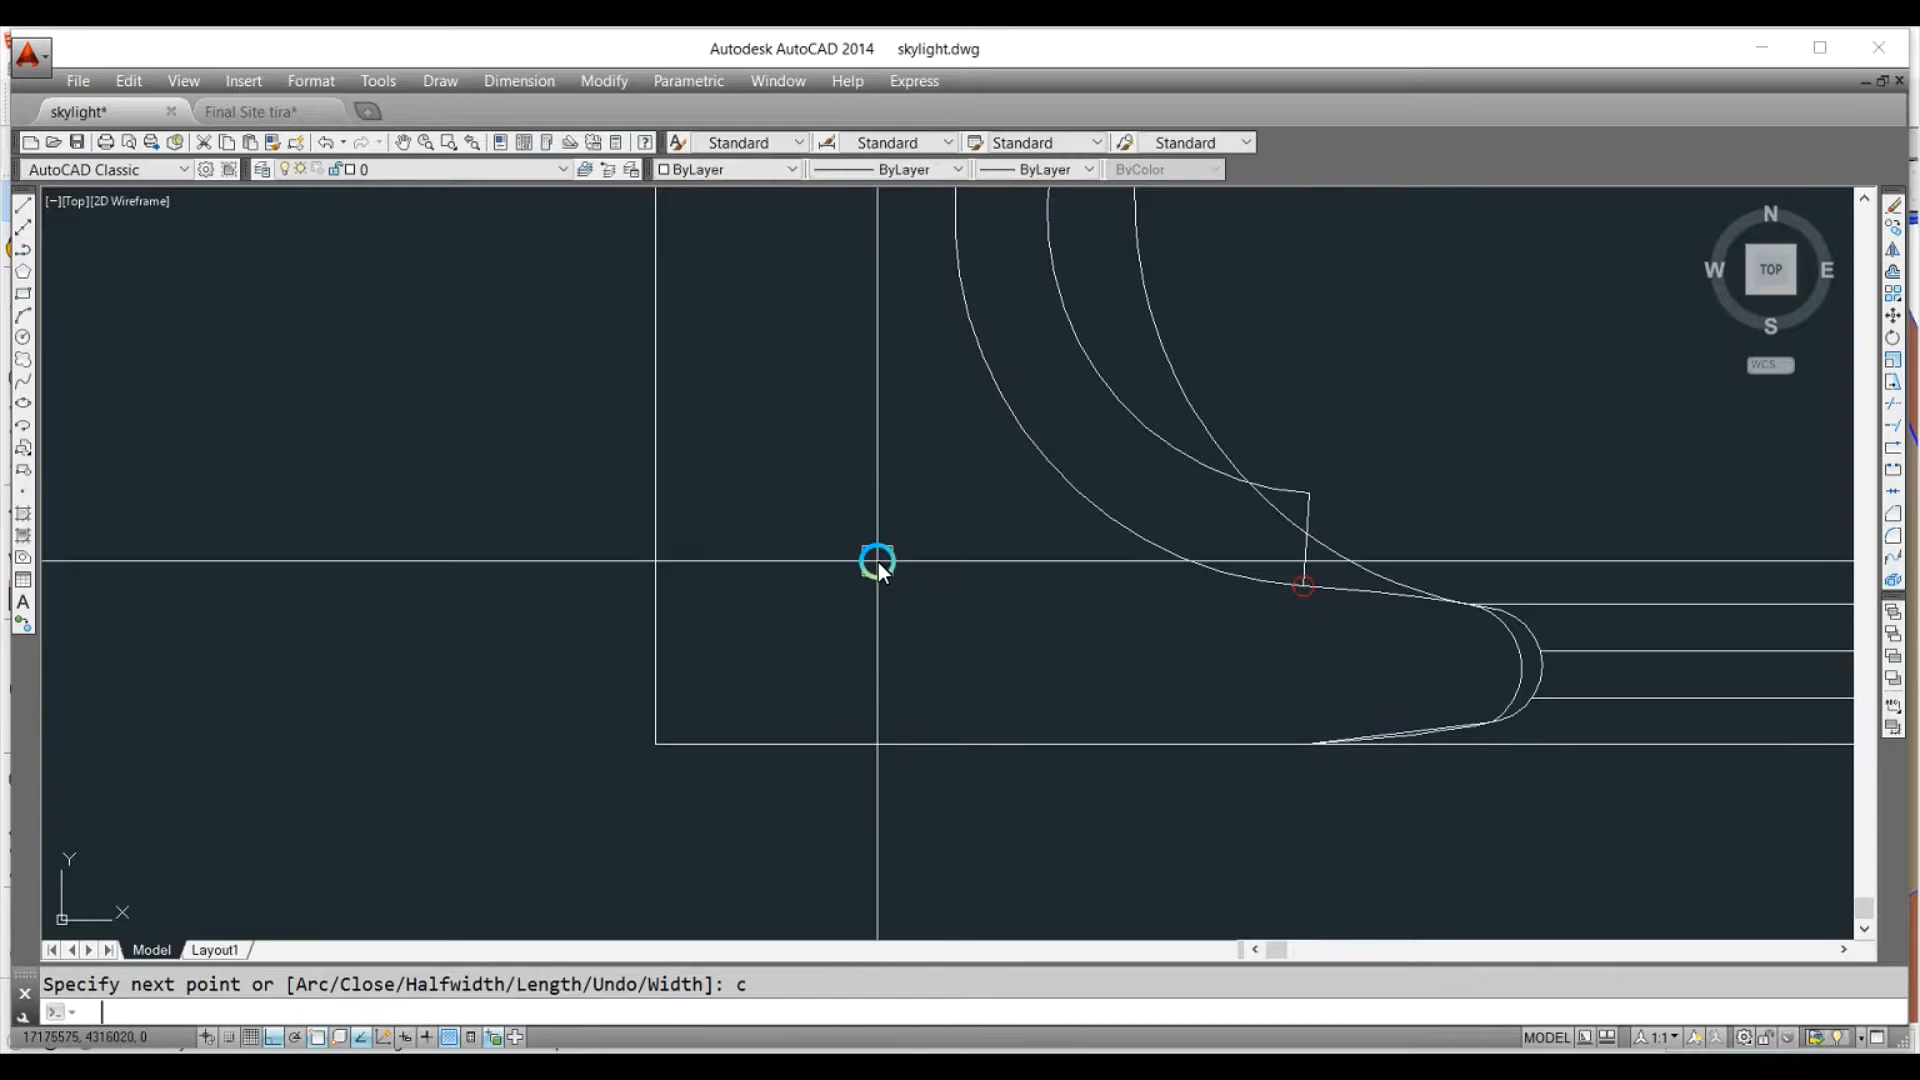 Autodesk AutoCAD 2014 skylight.dwg
File Edit View Insert Format Tools Draw Dimension Modify Parametric Window Help Express
skylight* Final Site tira*
Standard Standard Standard Standard
AutoCAD Classic 0 ByLayer ByLayer ByLayer ByColor
[−][Top][2D Wireframe]
N
W TOP E
S
WCS
Y
X
Model Layout1
Specify next point or [Arc/Close/Halfwidth/Length/Undo/Width]: c
17175575, 4316020, 0 MODEL 1:1